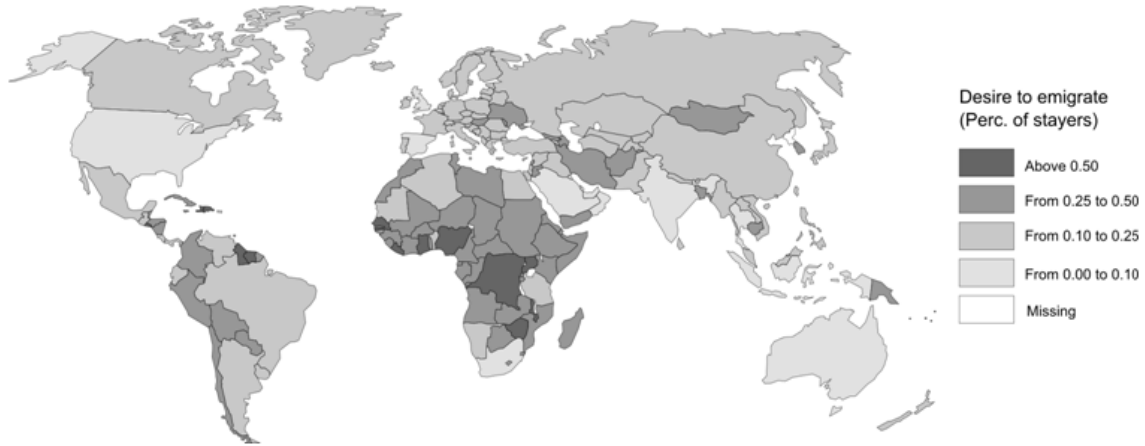 Desire to emigrate
(Perc. of stayers)
Above 0.50
From 0.25 to 0.50
From 0.10 to 0.25
From 0.00 to 0.10
Missing